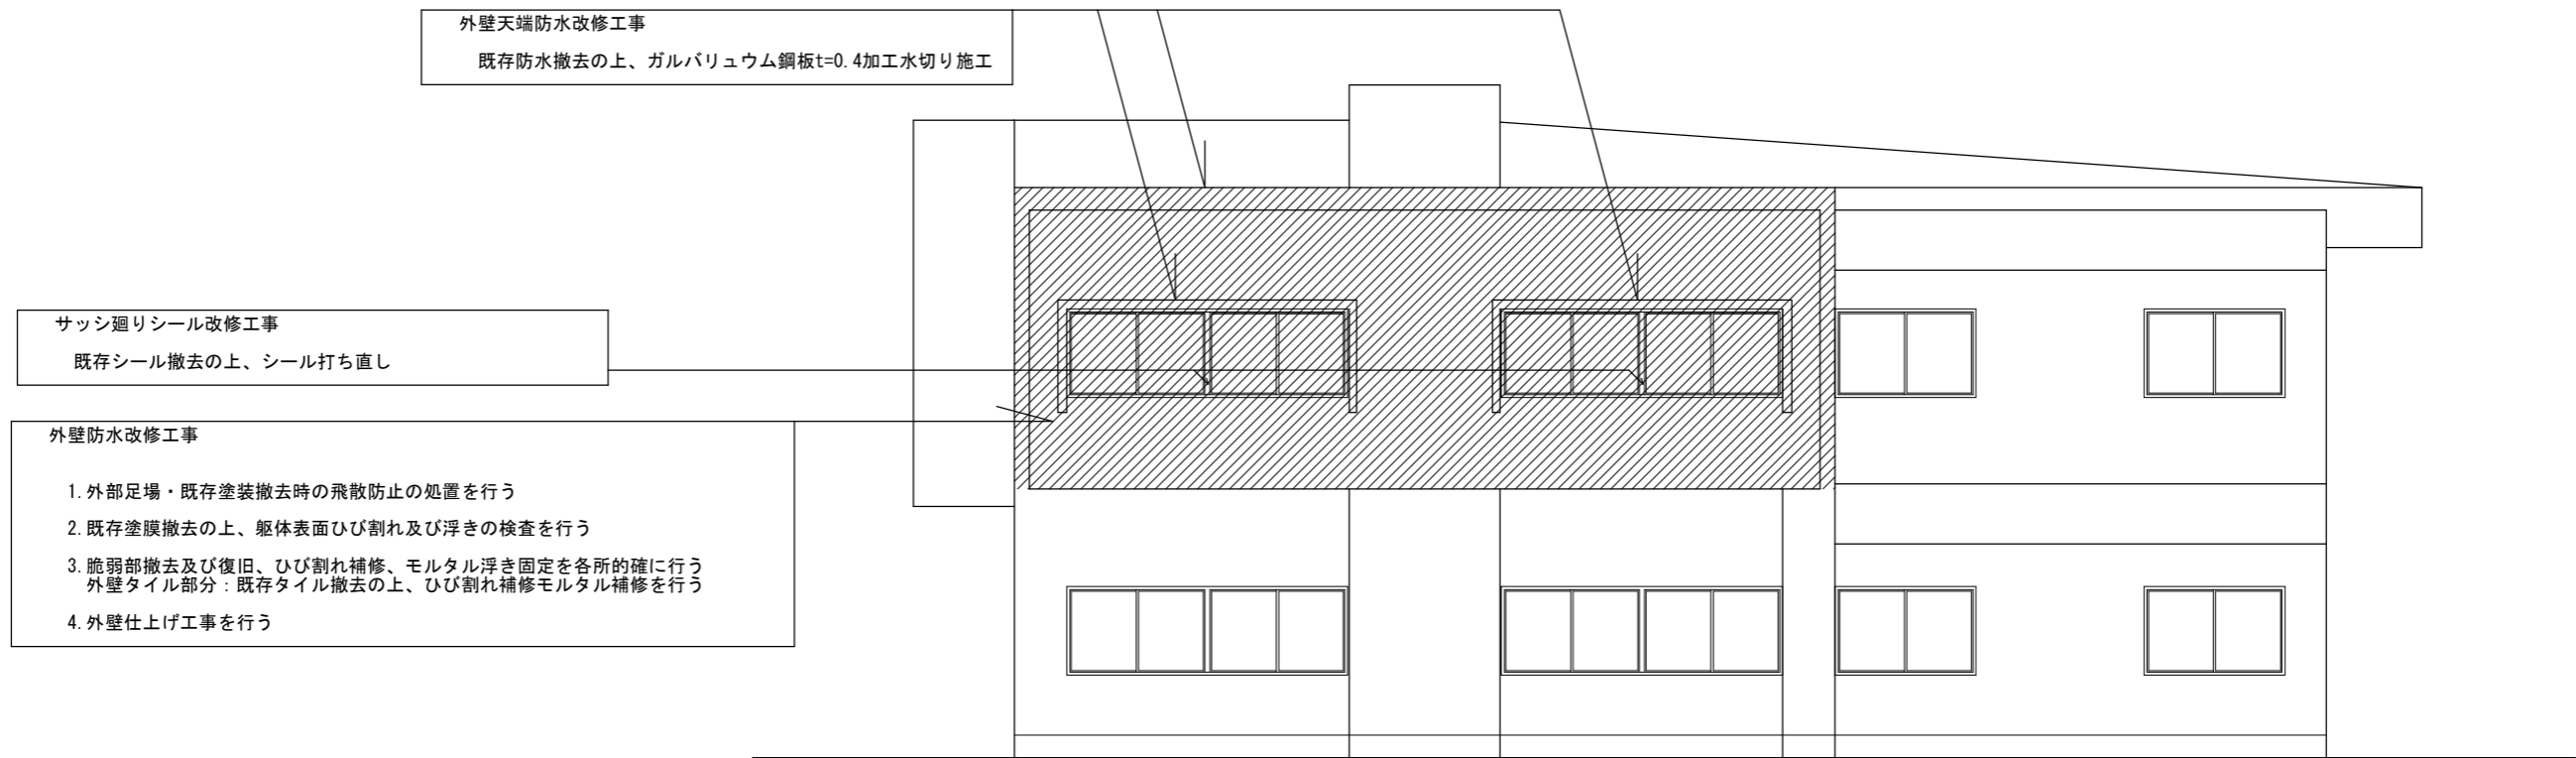 外壁天端防水改修工事
既存防水撤去の上、ガルバリュウム鋼板t=0.4加工水切り施工
サッシ廻りシール改修工事
既存シール撤去の上、シール打ち直し
外壁防水改修工事
1.外部足場・既存塗装撤去時の飛散防止の処置を行う
2.既存塗膜撤去の上、躯体表面ひび割れ及び浮きの検査を行う
3.脆弱部撤去及び復旧、ひび割れ補修、モルタル浮き固定を各所的確に行う
外壁タイル部分：既存タイル撤去の上、ひび割れ補修モルタル補修を行う
4.外壁仕上げ工事を行う